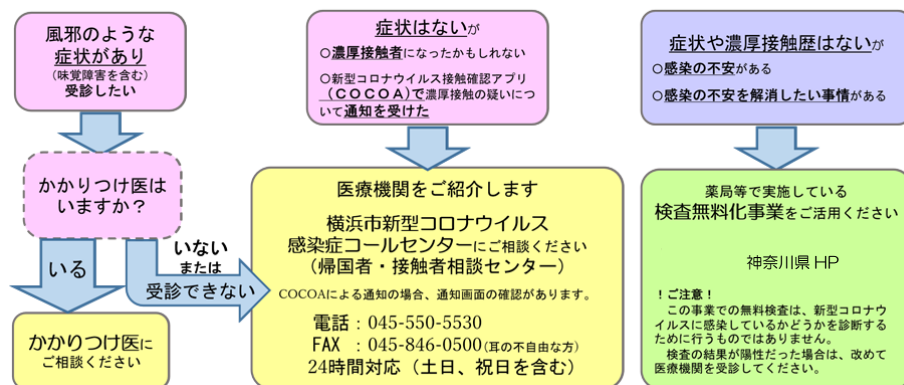 風邪のような
症状があり
（味覚障害を含む）
受診したい
かかりつけ医は
いますか？
いる
いない
または
受診できない
かかりつけ医に
ご相談ください
症状はないが
○濃厚接触者になったかもしれない
○新型コロナウイルス接触確認アプリ
（ＣＯＣＯＡ）で濃厚接触の疑いにつ
いて通知を受けた
医療機関をご紹介します
横浜市新型コロナウイルス
感染症コールセンターにご相談ください
（帰国者・接触者相談センター）
COCOAによる通知の場合、通知画面の確認があります。
電話：045-550-5530
FAX ：045-846-0500(耳の不自由な方)
24時間対応（土日、祝日を含む）
症状や濃厚接触歴はないが
○感染の不安がある
○感染の不安を解消したい事情がある
薬局等で実施している
検査無料化事業をご活用ください
神奈川県 HP
！ご注意！
この事業での無料検査は、新型コロナウ
イルスに感染しているかどうかを診断する
ために行うものではありません。
検査の結果が陽性だった場合は、改めて
医療機関を受診してください。